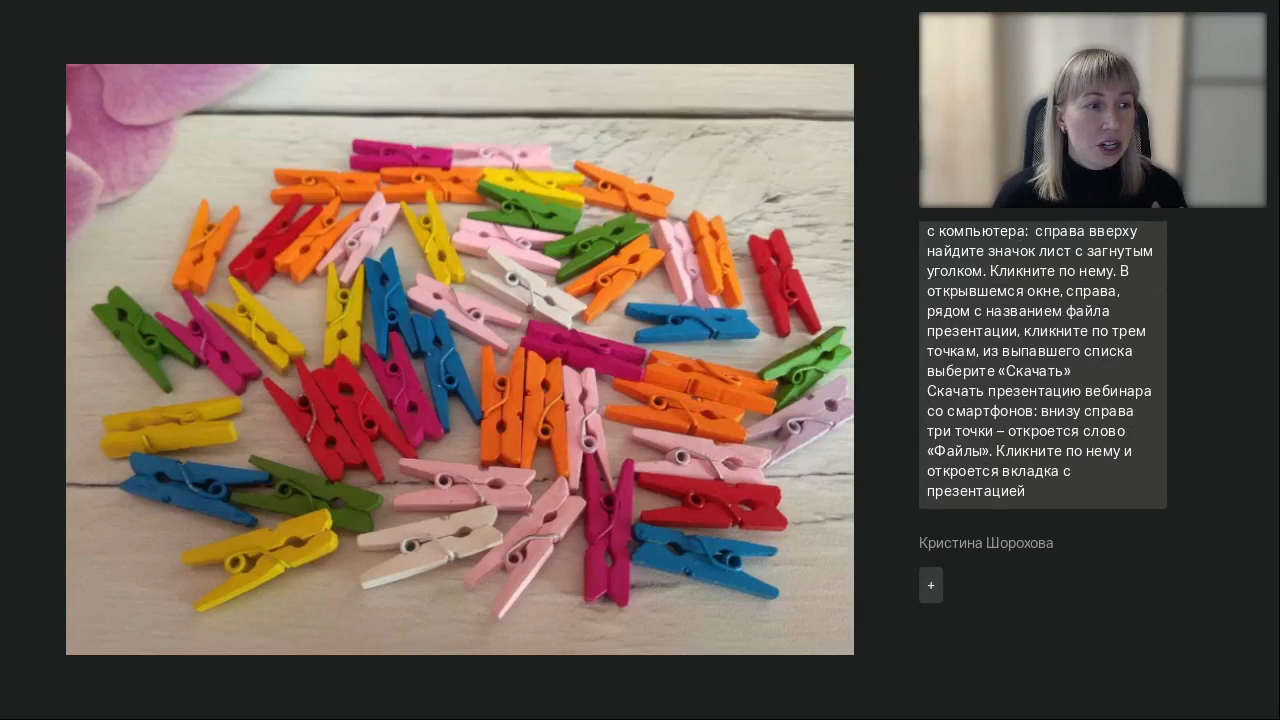 с компьютера:  справа вверху
найдите значок лист с загнутым
уголком. Кликните по нему. В
открывшемся окне, справа,
рядом с названием файла
презентации, кликните по трем
точкам, из выпавшего списка
выберите «Скачать»
Скачать презентацию вебинара
со смартфонов: внизу справа
три точки – откроется слово
«Файлы». Кликните по нему и
откроется вкладка с
презентацией
Кристина Шорохова
+